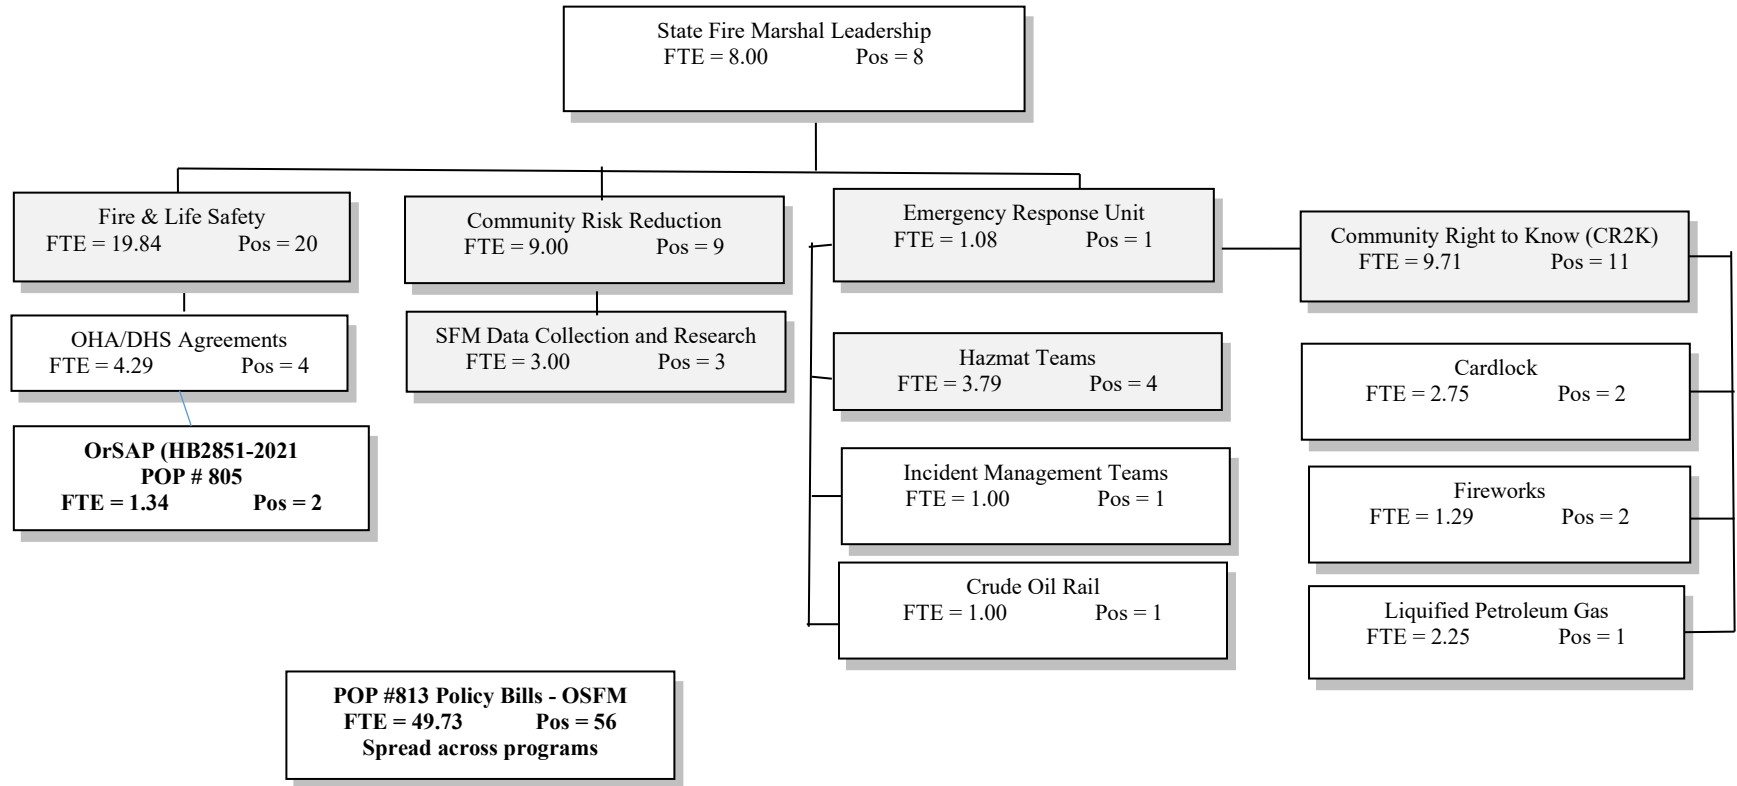 State Fire Marshal Leadership
FTE = 8.00 Pos = 8
Fire & Life Safety
FTE = 19.84 Pos = 20
OHA/DHS Agreements
FTE = 4.29 Pos = 4
OrSAP (HB2851-2021
POP # 805
FTE = 1.34 Pos = 2
Community Risk Reduction
FTE = 9.00 Pos = 9
SFM Data Collection and Research
FTE = 3.00 Pos = 3
Emergency Response Unit
FTE = 1.08 Pos = 1
Hazmat Teams
FTE = 3.79 Pos = 4
Incident Management Teams
FTE = 1.00 Pos = 1
Crude Oil Rail
FTE = 1.00 Pos = 1
Community Right to Know (CR2K)
FTE = 9.71 Pos = 11
Cardlock
FTE = 2.75 Pos = 2
Fireworks
FTE = 1.29 Pos = 2
Liquified Petroleum Gas
FTE = 2.25 Pos = 1
POP #813 Policy Bills - OSFM
FTE = 49.73 Pos = 56
Spread across programs